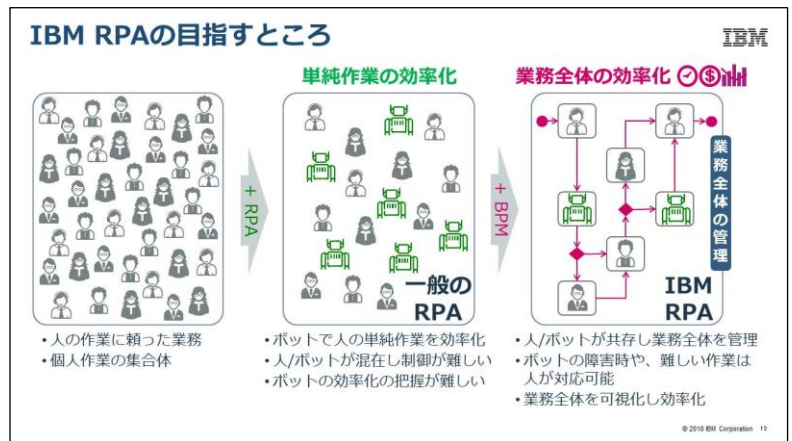 IBM RPAの目指すところ
IBM
単純作業の効率化
業務全体の効率化
+ RPA
+ BPM
業務全体の管理
一般の
RPA
IBM
RPA
• 人の作業に頼った業務
• 個人作業の集合体
• ボットで人の単純作業を効率化
• 人/ボットが混在し制御が難しい
• ボットの効率化の把握が難しい
• 人/ボットが共存し業務全体を管理
• ボットの障害時や、難しい作業は
人が対応可能
• 業務全体を可視化し効率化
© 2018 IBM Corporation